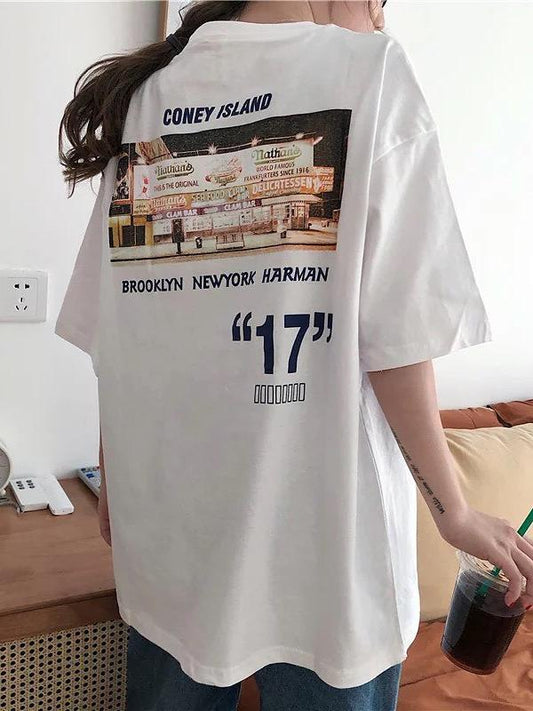 CONEY ISLAND
Nathan's
Nathan's
THIS IS THE ORIGINAL
WORLD FAMOUS
FRANKFURTERS SINCE 1916
SEAFOOD
DELICATESSEN
CLAM BAR
CLAM BAR
BROOKLYN NEWYORK HARMAN
“17”